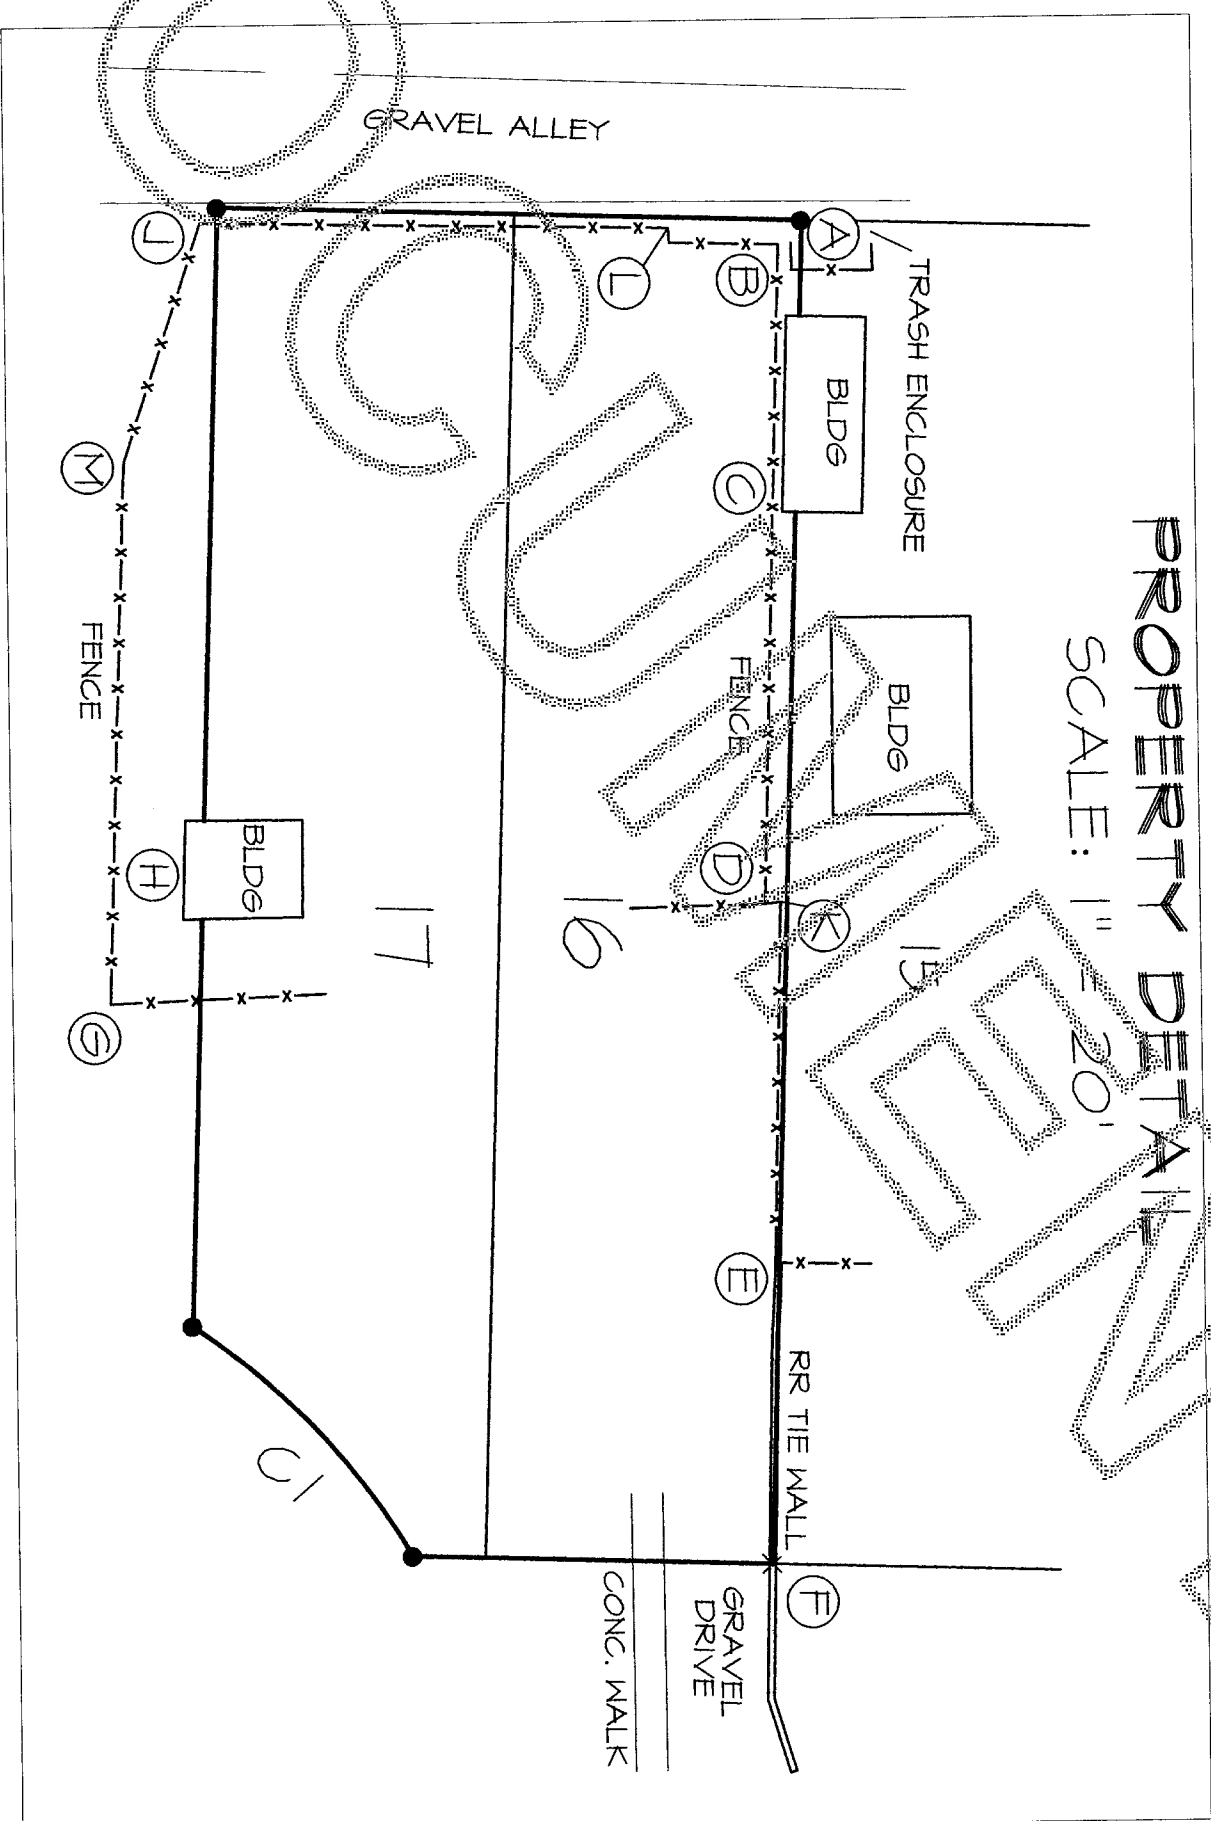 PROPERTY DETAIL
SCALE: 1" = 20'
GRAVEL ALLEY
TRASH ENCLOSURE
A
B
L
J
BLDG
C
M
BLDG
FENCE
FENCE
BLDG
D
K
H
15
16
17
G
E
RR TIE WALL
C1
F
GRAVEL
DRIVE
CONC. WALK